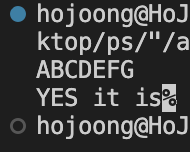 hojoong@HoJ
ktop/ps/"/a
ABCDEFG
YES it is%
hojoong@HoJ